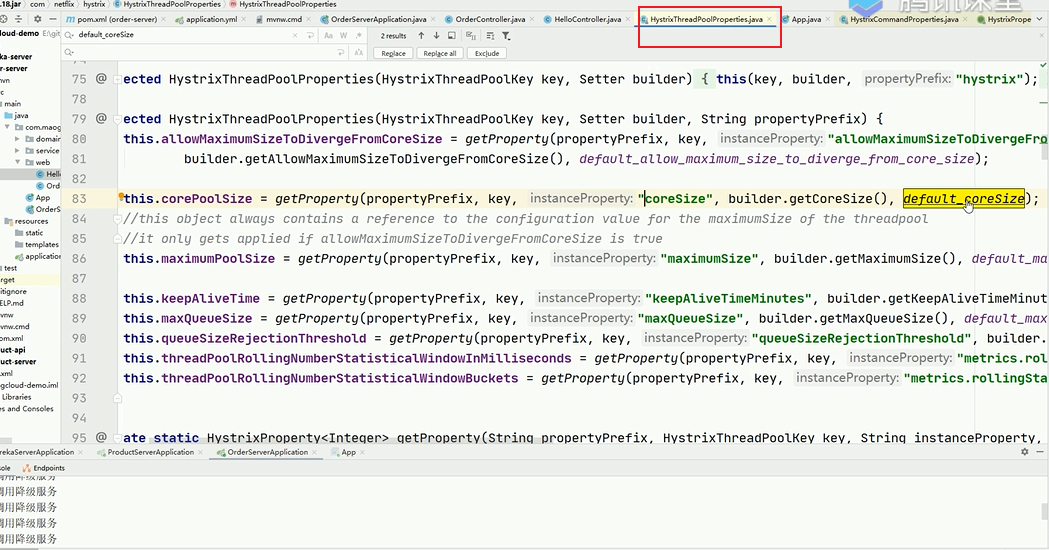 .18.jar com netflix hystrix HystrixThreadPoolProperties HystrixThreadPoolProperties
腾讯课堂
pom.xml (order-server) application.yml mvnw.cmd OrderServerApplication.java OrderController.java HelloController.java HystrixThreadPoolProperties.java App.java HystrixCommandProperties.java HystrixPrope
default_coreSize 2 results
Replace Replace all Exclude
cloud-demo E:\git
ka-server
er-server
mvn
rc
main
java
com.maog
domain
service
web
Hell
Ord
App
OrderS
resources
static
templates
application
test
rget
itignore
ELP.md
vnw
vnw.cmd
om.xml
uct-api
ct-server
.xml
gcloud-demo.iml
Libraries
es and Consoles
74
75 @ ected HystrixThreadPoolProperties(HystrixThreadPoolKey key, Setter builder) { this(key, builder, propertyPrefix: "hystrix");
78
79 @ ected HystrixThreadPoolProperties(HystrixThreadPoolKey key, Setter builder, String propertyPrefix) {
80 this.allowMaximumSizeToDivergeFromCoreSize = getProperty(propertyPrefix, key, instanceProperty: "allowMaximumSizeToDivergeFro
81 builder.getAllowMaximumSizeToDivergeFromCoreSize(), default_allow_maximum_size_to_diverge_from_core_size);
82
83 this.corePoolSize = getProperty(propertyPrefix, key, instanceProperty: "coreSize", builder.getCoreSize(), default_coreSize);
84 //this object always contains a reference to the configuration value for the maximumSize of the threadpool
85 //it only gets applied if allowMaximumSizeToDivergeFromCoreSize is true
86 this.maximumPoolSize = getProperty(propertyPrefix, key, instanceProperty: "maximumSize", builder.getMaximumSize(), default_ma
87
88 this.keepAliveTime = getProperty(propertyPrefix, key, instanceProperty: "keepAliveTimeMinutes", builder.getKeepAliveTimeMinut
89 this.maxQueueSize = getProperty(propertyPrefix, key, instanceProperty: "maxQueueSize", builder.getMaxQueueSize(), default_max
90 this.queueSizeRejectionThreshold = getProperty(propertyPrefix, key, instanceProperty: "queueSizeRejectionThreshold", builder.
91 this.threadPoolRollingNumberStatisticalWindowInMilliseconds = getProperty(propertyPrefix, key, instanceProperty: "metrics.rol
92 this.threadPoolRollingNumberStatisticalWindowBuckets = getProperty(propertyPrefix, key, instanceProperty: "metrics.rollingSta
93
94
95 @ ate static HystrixProperty<Integer> getProperty(String propertyPrefix, HystrixThreadPoolKey key, String instanceProperty,
rekaServerApplication ProductServerApplication OrderServerApplication App
sole Endpoints
调用降级服务
调用降级服务
调用降级服务
调用降级服务